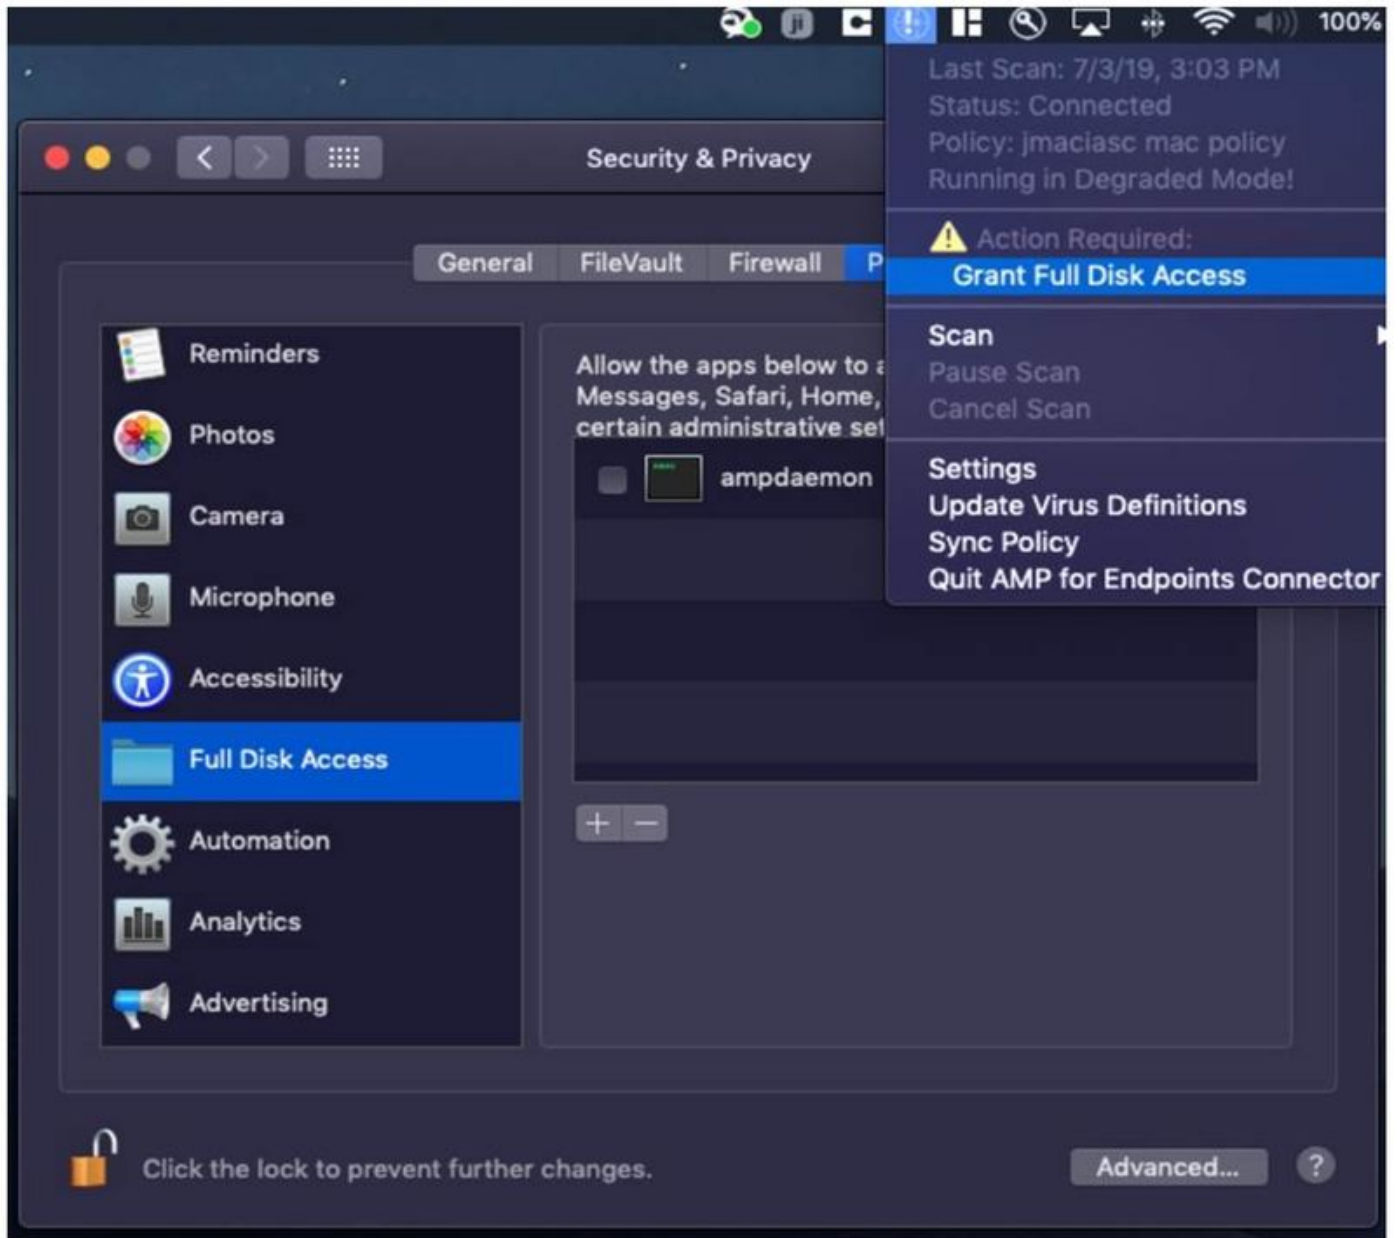 100%
Last Scan: 7/3/19, 3:03 PM
Status: Connected
Policy: jmaciasc mac policy
Running in Degraded Mode!
Action Required:
Grant Full Disk Access
Scan
Pause Scan
Cancel Scan
Settings
Update Virus Definitions
Sync Policy
Quit AMP for Endpoints Connector
Security & Privacy
General
FileVault
Firewall
P
Reminders
Photos
Camera
Microphone
Accessibility
Full Disk Access
Automation
Analytics
Advertising
Allow the apps below to a
Messages, Safari, Home,
certain administrative set
ampdaemon
Click the lock to prevent further changes.
Advanced...
?